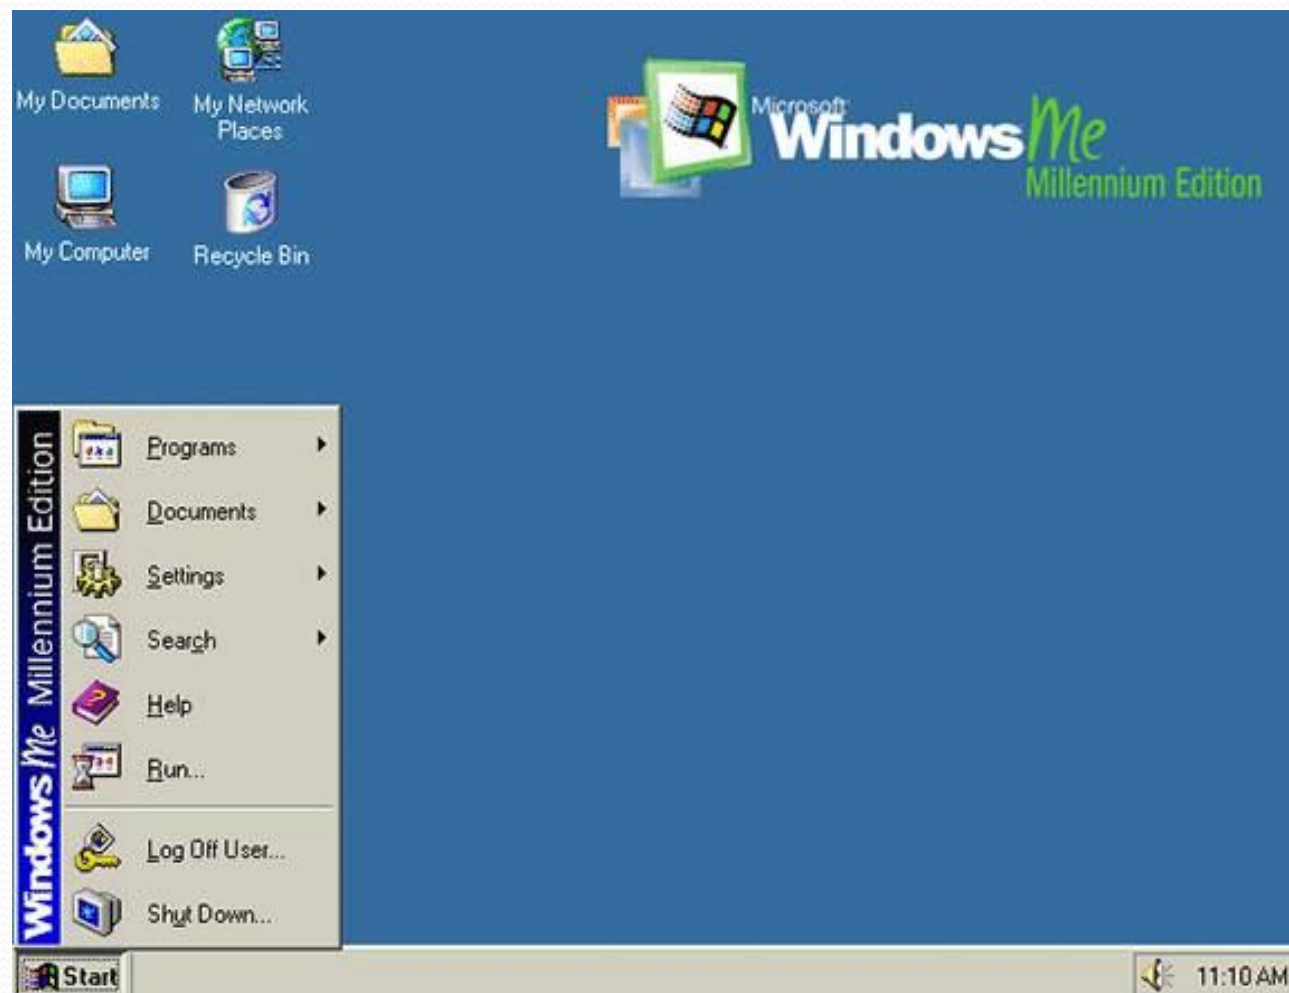 My Documents
My Network
Places
My Computer
Recycle Bin
Microsoft
Windows Me
Millennium Edition
Windows Me Millennium Edition
Programs
Documents
Settings
Search
Help
Run...
Log Off User...
Shut Down...
Start
11:10 AM